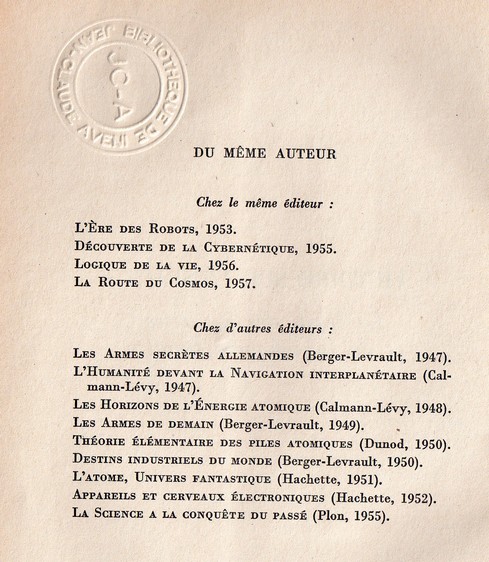 BIBLIOTHEQUE DE JEAN-CLAUDE AVENI
JC-A
DU MÊME AUTEUR
Chez le même éditeur :
L'Ère des Robots, 1953.
Découverte de la Cybernétique, 1955.
Logique de la vie, 1956.
La Route du Cosmos, 1957.
Chez d'autres éditeurs :
Les Armes secrètes allemandes (Berger-Levrault, 1947).
L'Humanité devant la Navigation interplanétaire (Cal-
mann-Lévy, 1947).
Les Horizons de l'Énergie atomique (Calmann-Lévy, 1948).
Les Armes de demain (Berger-Levrault, 1949).
Théorie élémentaire des piles atomiques (Dunod, 1950).
Destins industriels du monde (Berger-Levrault, 1950).
L'atome, Univers fantastique (Hachette, 1951).
Appareils et cerveaux électroniques (Hachette, 1952).
La Science a la conquête du passé (Plon, 1955).